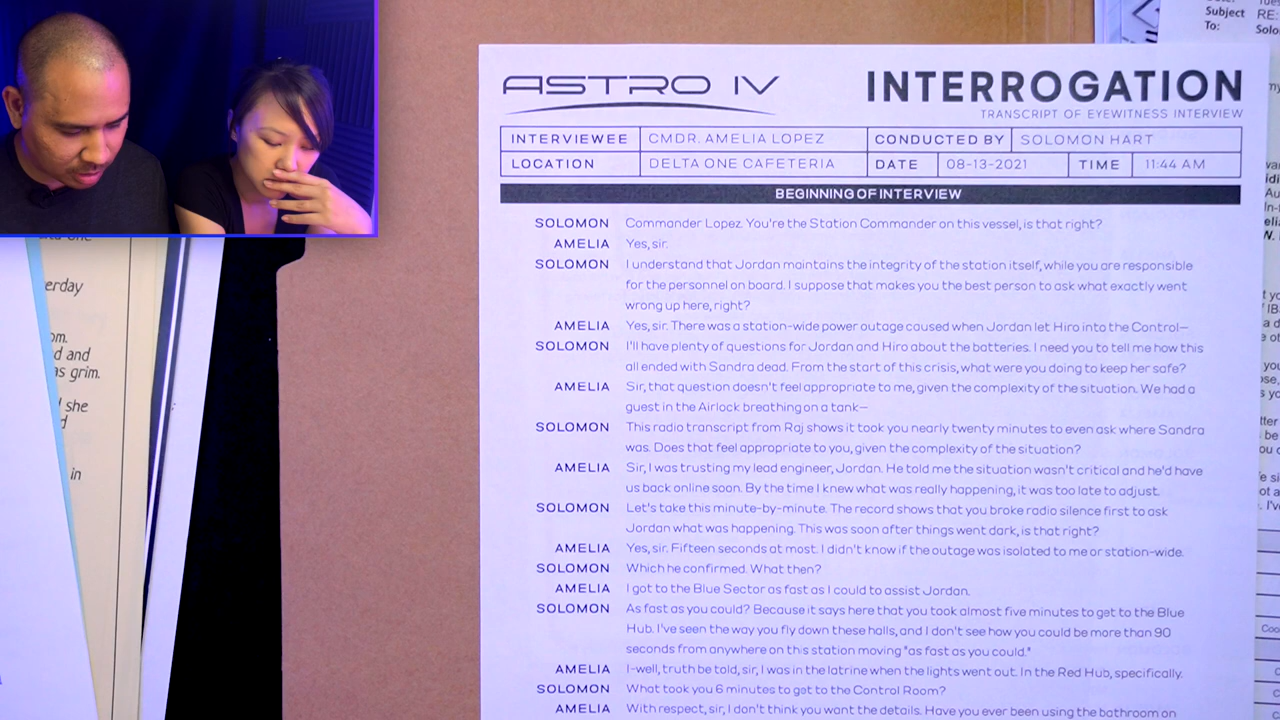 Subject RE:
To: Solo
ASTRO IV
INTERROGATION
TRANSCRIPT OF EYEWITNESS INTERVIEW
INTERVIEWEE CMDR. AMELIA LOPEZ CONDUCTED BY SOLOMON HART
LOCATION DELTA ONE CAFETERIA DATE 08-13-2021 TIME 11:44 AM
BEGINNING OF INTERVIEW
SOLOMON Commander Lopez. You're the Station Commander on this vessel, is that right?
AMELIA Yes, sir.
SOLOMON I understand that Jordan maintains the integrity of the station itself, while you are responsible
for the personnel on board. I suppose that makes you the best person to ask what exactly went
wrong up here, right?
AMELIA Yes, sir. There was a station-wide power outage caused when Jordan let Hiro into the Control—
SOLOMON I'll have plenty of questions for Jordan and Hiro about the batteries. I need you to tell me how this
all ended with Sandra dead. From the start of this crisis, what were you doing to keep her safe?
AMELIA Sir, that question doesn't feel appropriate to me, given the complexity of the situation. We had a
guest in the Airlock breathing on a tank—
SOLOMON This radio transcript from Raj shows it took you nearly twenty minutes to even ask where Sandra
was. Does that feel appropriate to you, given the complexity of the situation?
AMELIA Sir, I was trusting my lead engineer, Jordan. He told me the situation wasn't critical and he'd have
us back online soon. By the time I knew what was really happening, it was too late to adjust.
SOLOMON Let's take this minute-by-minute. The record shows that you broke radio silence first to ask
Jordan what was happening. This was soon after things went dark, is that right?
AMELIA Yes, sir. Fifteen seconds at most. I didn't know if the outage was isolated to me or station-wide.
SOLOMON Which he confirmed. What then?
AMELIA I got to the Blue Sector as fast as I could to assist Jordan.
SOLOMON As fast as you could? Because it says here that you took almost five minutes to get to the Blue
Hub. I've seen the way you fly down these halls, and I don't see how you could be more than 90
seconds from anywhere on this station moving "as fast as you could."
AMELIA I-well, truth be told, sir, I was in the latrine when the lights went out. In the Red Hub, specifically.
SOLOMON What took you 6 minutes to get to the Control Room?
AMELIA With respect, sir, I don't think you want the details. Have you ever been using the bathroom on
erday
om.
d and
as grim.
she
in